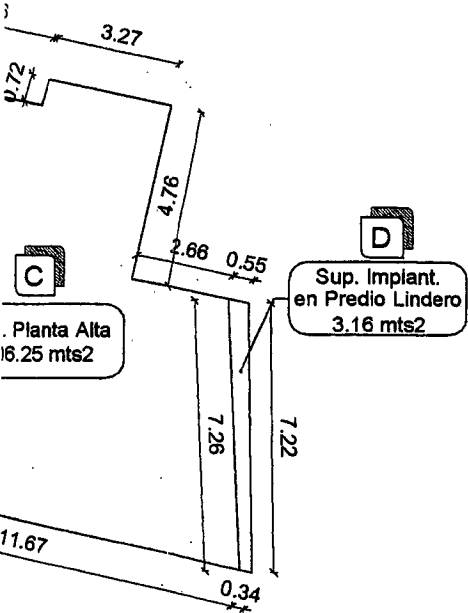 3.27
0.72
4.76
2.66 0.55
C
D
. Planta Alta
6.25 mts2
Sup. Implant.
en Predio Lindero
3.16 mts2
7.26
7.22
11.67
0.34